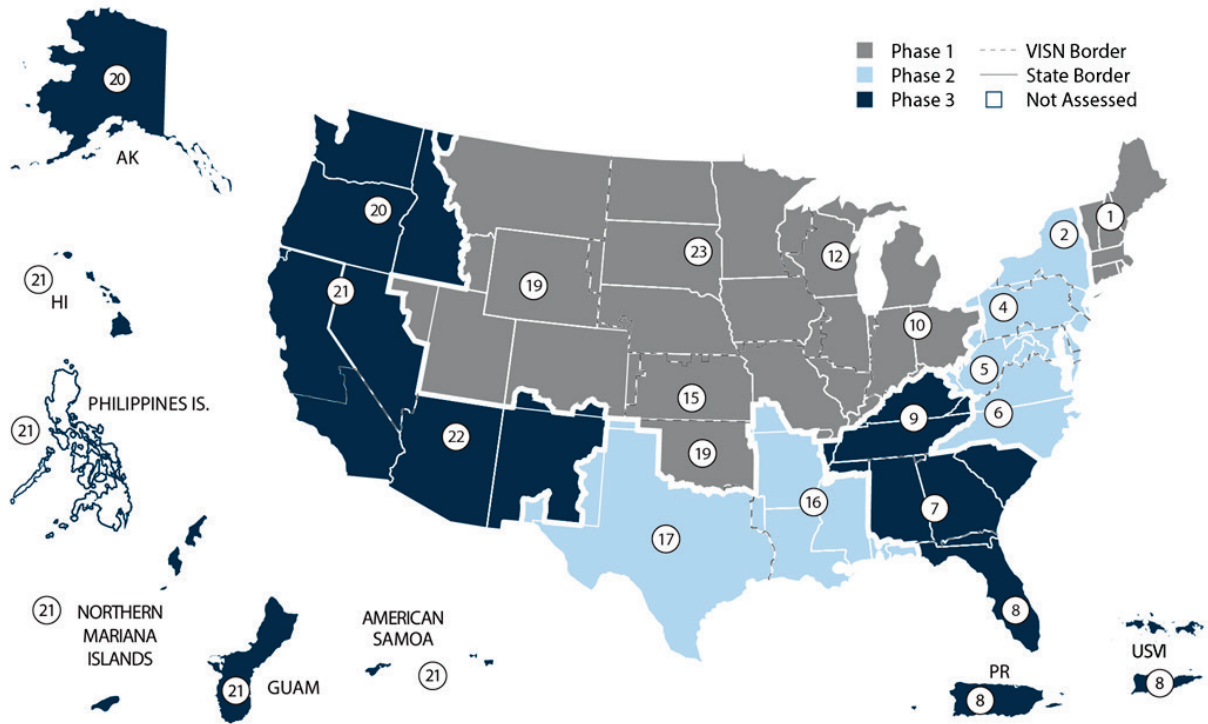 Phase 1
Phase 2
Phase 3
VISN Border
State Border
Not Assessed
20
AK
20
1
2
23
12
19
21
21
HI
4
10
5
15
9
6
PHILIPPINES IS.
21
22
19
16
7
17
21
NORTHERN
MARIANA
ISLANDS
AMERICAN
SAMOA
21
8
21
GUAM
USVI
8
PR
8